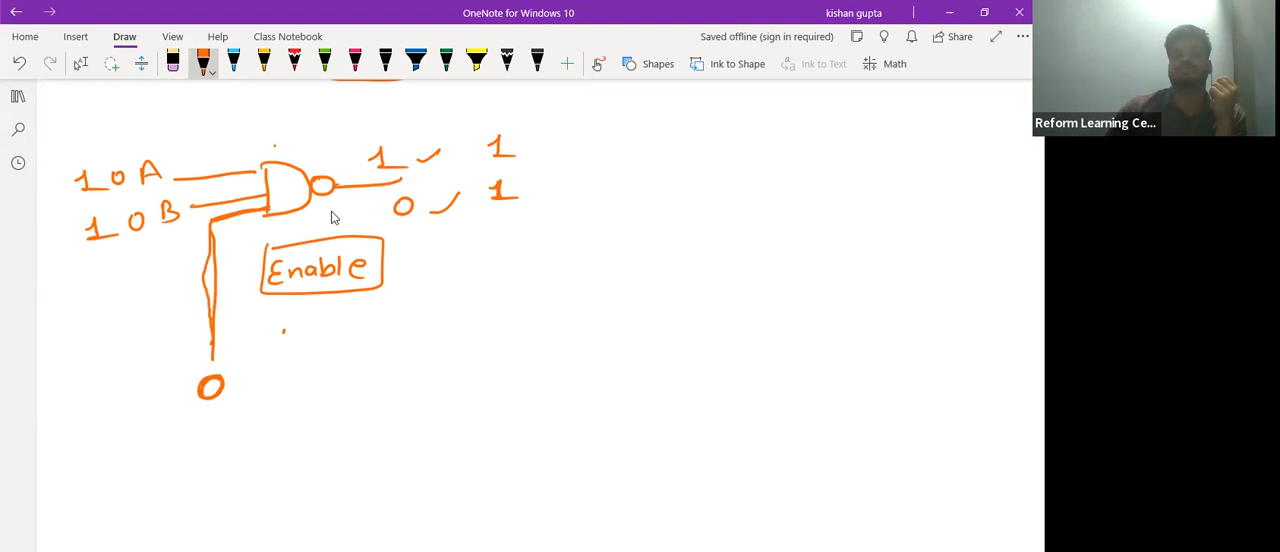 OneNote for Windows 10
kishan gupta
Home Insert Draw View Help Class Notebook
Saved offline (sign in required)
Share
Shapes
Ink to Shape
Ink to Text
Math
Reform Learning Ce...
1 0 A
1 0 B
1 1
0 1
Enable
0